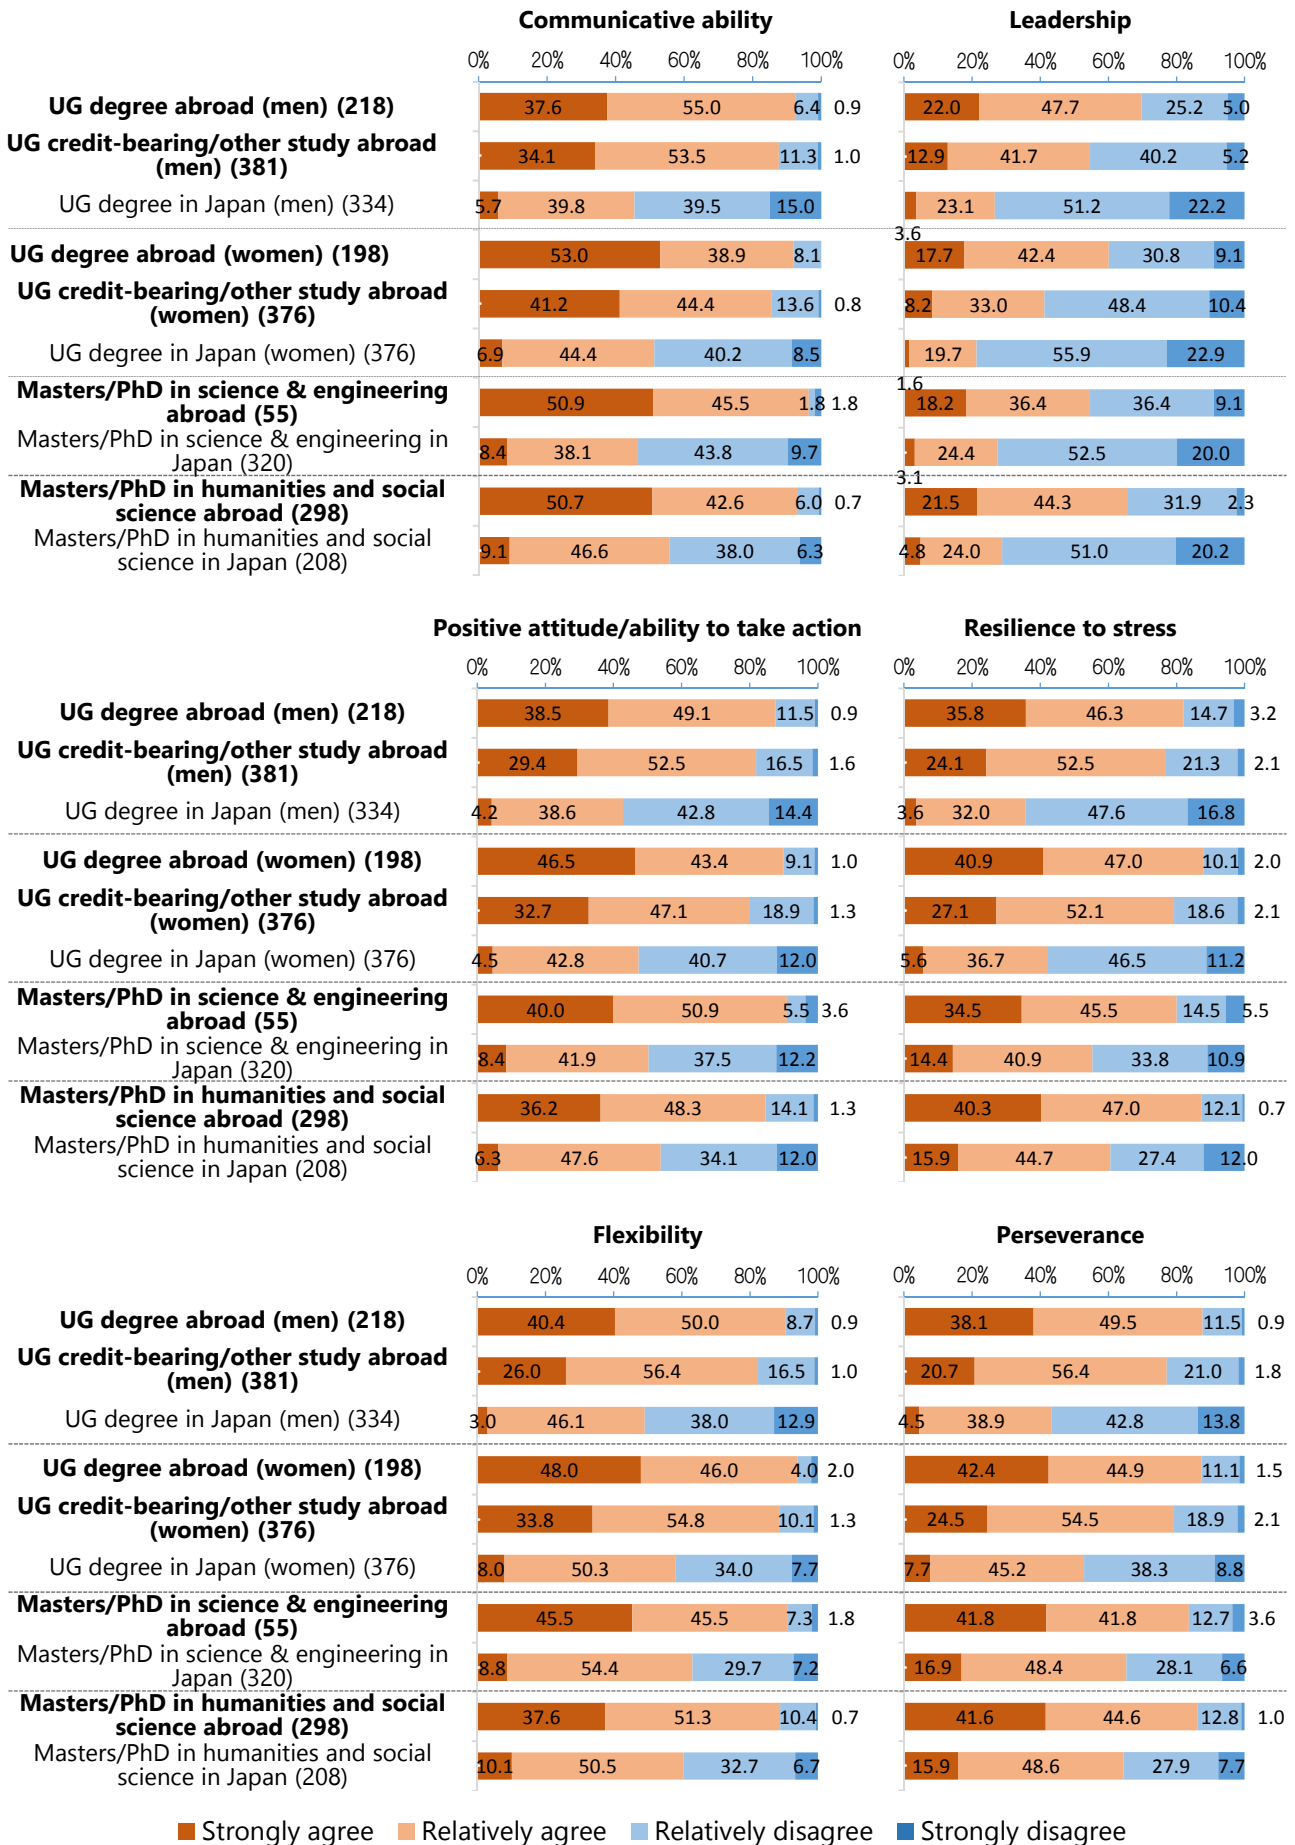 Communicative ability
Leadership
0% 20% 40% 60% 80% 100%
0% 20% 40% 60% 80% 100%
UG degree abroad (men) (218)
37.6 55.0 6.4 0.9
22.0 47.7 25.2 5.0
UG credit-bearing/other study abroad
(men) (381)
34.1 53.5 11.3 1.0
12.9 41.7 40.2 5.2
UG degree in Japan (men) (334)
5.7 39.8 39.5 15.0
3.6 23.1 51.2 22.2
UG degree abroad (women) (198)
53.0 38.9 8.1
17.7 42.4 30.8 9.1
UG credit-bearing/other study abroad
(women) (376)
41.2 44.4 13.6 0.8
8.2 33.0 48.4 10.4
UG degree in Japan (women) (376)
6.9 44.4 40.2 8.5
1.6 19.7 55.9 22.9
Masters/PhD in science & engineering
abroad (55)
50.9 45.5 1.8 1.8
18.2 36.4 36.4 9.1
Masters/PhD in science & engineering in
Japan (320)
8.4 38.1 43.8 9.7
3.1 24.4 52.5 20.0
Masters/PhD in humanities and social
science abroad (298)
50.7 42.6 6.0 0.7
21.5 44.3 31.9 2.3
Masters/PhD in humanities and social
science in Japan (208)
9.1 46.6 38.0 6.3
4.8 24.0 51.0 20.2
Positive attitude/ability to take action
Resilience to stress
0% 20% 40% 60% 80% 100%
0% 20% 40% 60% 80% 100%
UG degree abroad (men) (218)
38.5 49.1 11.5 0.9
35.8 46.3 14.7 3.2
UG credit-bearing/other study abroad
(men) (381)
29.4 52.5 16.5 1.6
24.1 52.5 21.3 2.1
UG degree in Japan (men) (334)
4.2 38.6 42.8 14.4
3.6 32.0 47.6 16.8
UG degree abroad (women) (198)
46.5 43.4 9.1 1.0
40.9 47.0 10.1 2.0
UG credit-bearing/other study abroad
(women) (376)
32.7 47.1 18.9 1.3
27.1 52.1 18.6 2.1
UG degree in Japan (women) (376)
4.5 42.8 40.7 12.0
5.6 36.7 46.5 11.2
Masters/PhD in science & engineering
abroad (55)
40.0 50.9 5.5 3.6
34.5 45.5 14.5 5.5
Masters/PhD in science & engineering in
Japan (320)
8.4 41.9 37.5 12.2
14.4 40.9 33.8 10.9
Masters/PhD in humanities and social
science abroad (298)
36.2 48.3 14.1 1.3
40.3 47.0 12.1 0.7
Masters/PhD in humanities and social
science in Japan (208)
6.3 47.6 34.1 12.0
15.9 44.7 27.4 12.0
Flexibility
Perseverance
0% 20% 40% 60% 80% 100%
0% 20% 40% 60% 80% 100%
UG degree abroad (men) (218)
40.4 50.0 8.7 0.9
38.1 49.5 11.5 0.9
UG credit-bearing/other study abroad
(men) (381)
26.0 56.4 16.5 1.0
20.7 56.4 21.0 1.8
UG degree in Japan (men) (334)
3.0 46.1 38.0 12.9
4.5 38.9 42.8 13.8
UG degree abroad (women) (198)
48.0 46.0 4.0 2.0
42.4 44.9 11.1 1.5
UG credit-bearing/other study abroad
(women) (376)
33.8 54.8 10.1 1.3
24.5 54.5 18.9 2.1
UG degree in Japan (women) (376)
8.0 50.3 34.0 7.7
7.7 45.2 38.3 8.8
Masters/PhD in science & engineering
abroad (55)
45.5 45.5 7.3 1.8
41.8 41.8 12.7 3.6
Masters/PhD in science & engineering in
Japan (320)
8.8 54.4 29.7 7.2
16.9 48.4 28.1 6.6
Masters/PhD in humanities and social
science abroad (298)
37.6 51.3 10.4 0.7
41.6 44.6 12.8 1.0
Masters/PhD in humanities and social
science in Japan (208)
10.1 50.5 32.7 6.7
15.9 48.6 27.9 7.7
Strongly agree Relatively agree Relatively disagree Strongly disagree